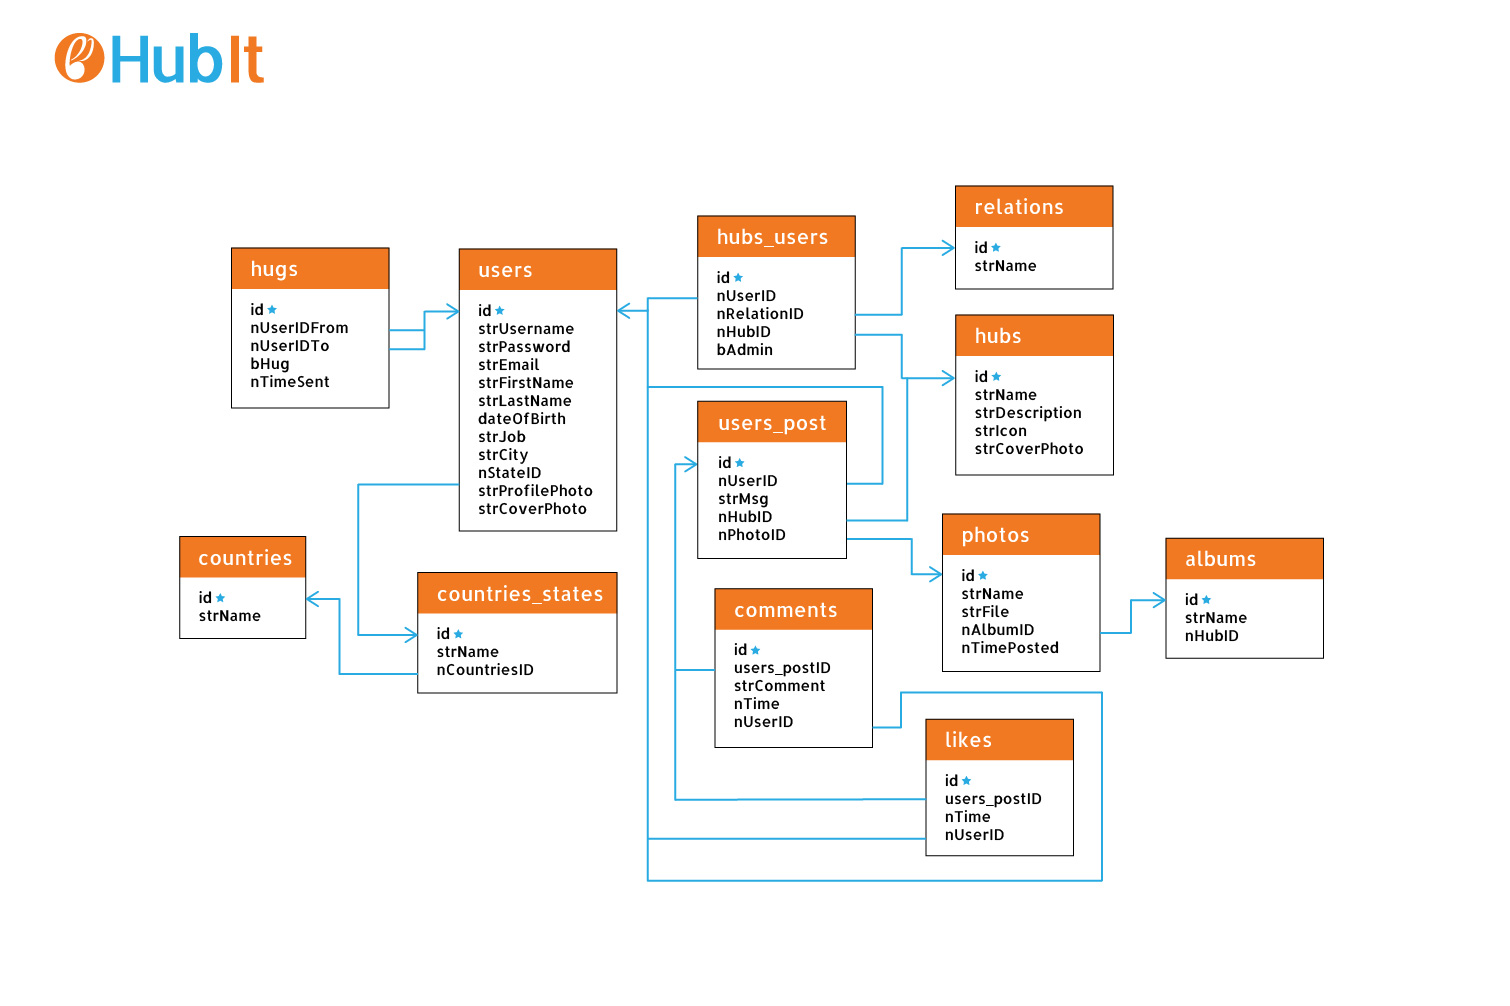 HubIt
relations
id
strName
hubs_users
id
nUserID
nRelationID
nHubID
bAdmin
hugs
id
nUserIDFrom
nUserIDTo
bHug
nTimeSent
users
id
strUsername
strPassword
strEmail
strFirstName
strLastName
dateOfBirth
strJob
strCity
nStateID
strProfilePhoto
strCoverPhoto
hubs
id
strName
strDescription
strIcon
strCoverPhoto
users_post
id
nUserID
strMsg
nHubID
nPhotoID
photos
id
strName
strFile
nAlbumID
nTimePosted
albums
id
strName
nHubID
countries
id
strName
countries_states
id
strName
nCountriesID
comments
id
users_postID
strComment
nTime
nUserID
likes
id
users_postID
nTime
nUserID